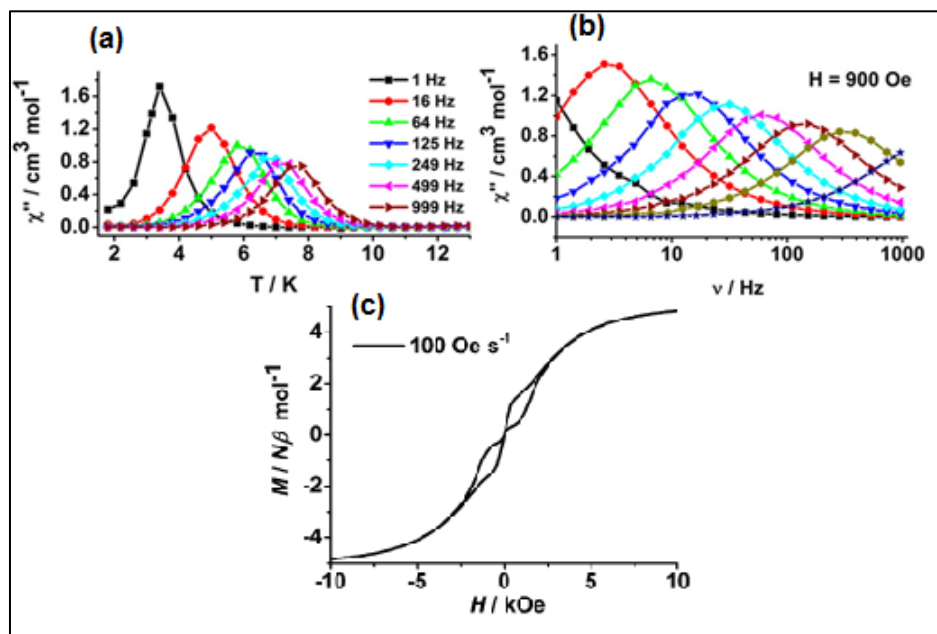 (a)
χ'' / cm³ mol⁻¹
1.6
1.2
0.8
0.4
0.0
1 Hz
16 Hz
64 Hz
125 Hz
249 Hz
499 Hz
999 Hz
2 4 6 8 10 12
T / K
(b)
χ'' / cm³ mol⁻¹
1.6
1.2
0.8
0.4
0.0
H = 900 Oe
1 10 100 1000
ν / Hz
(c)
M / Nβ mol⁻¹
4
2
0
-2
-4
100 Oe s⁻¹
-10 -5 0 5 10
H / kOe